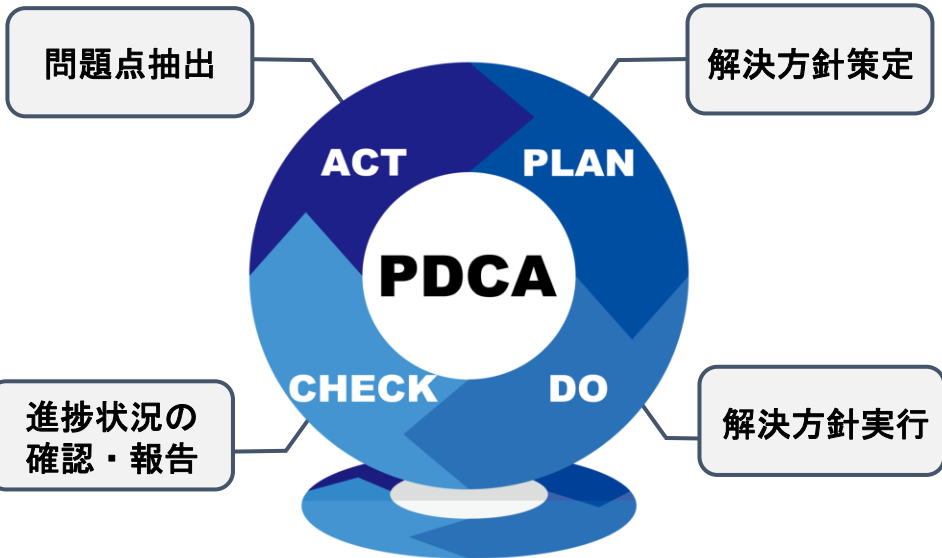 問題点抽出
解決方針策定
ACT
PLAN
PDCA
CHECK
DO
進捗状況の
確認・報告
解決方針実行